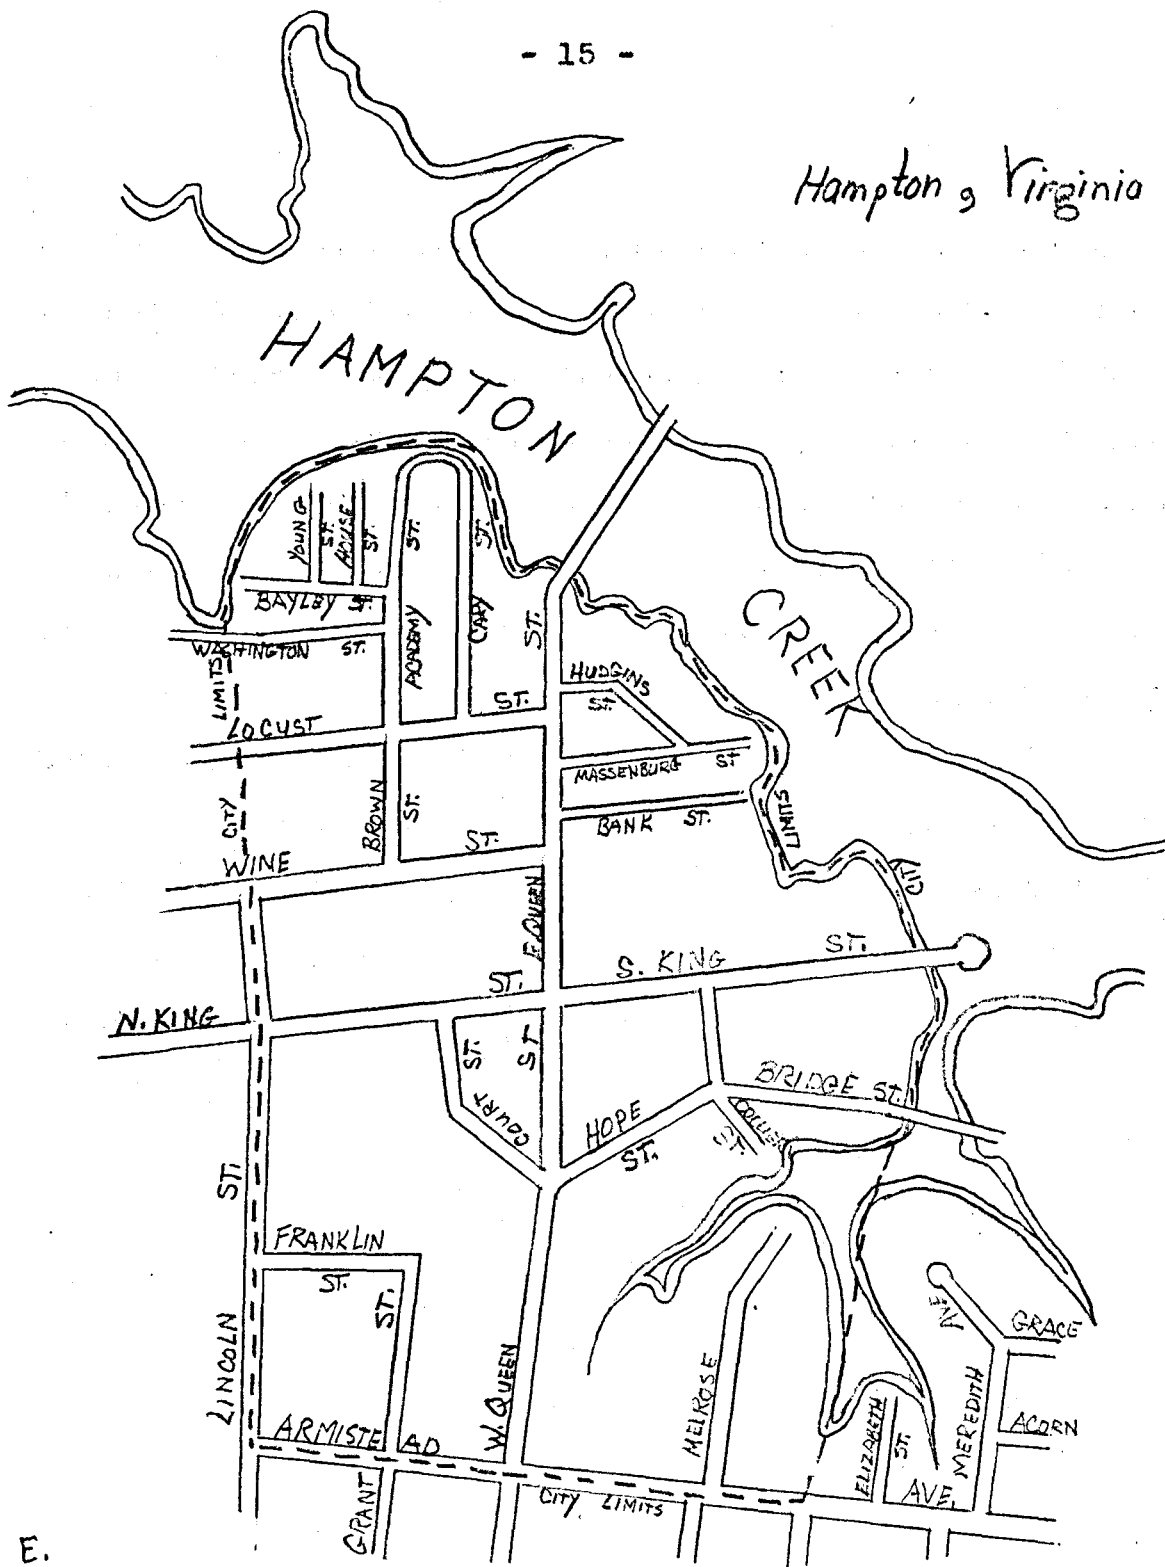 - 15 -
Hampton, Virginia
HAMPTON
CREEK
YOUNG ST.
HOUSE ST.
ST.
ST.
BAYLEY ST.
ACADEMY
CARY
ST.
WASHINGTON ST.
HUDGINS ST.
LIMITS
LOCUST ST.
MASSENBURG ST
CITY
BROWN ST.
BANK ST.
LIMITS
WINE ST.
CITY
E. QUEEN
S. KING ST.
N. KING ST.
ST.
ST
COURT
HOPE ST.
BRIDGE ST.
COLLIER ST.
ST.
FRANKLIN ST.
ST.
LINCOLN
W. QUEEN
MELROSE
AVE
GRACE
MEREDITH
ACORN
ELIZABETH ST.
ARMISTEAD AVE.
GRANT
CITY LIMITS
E.